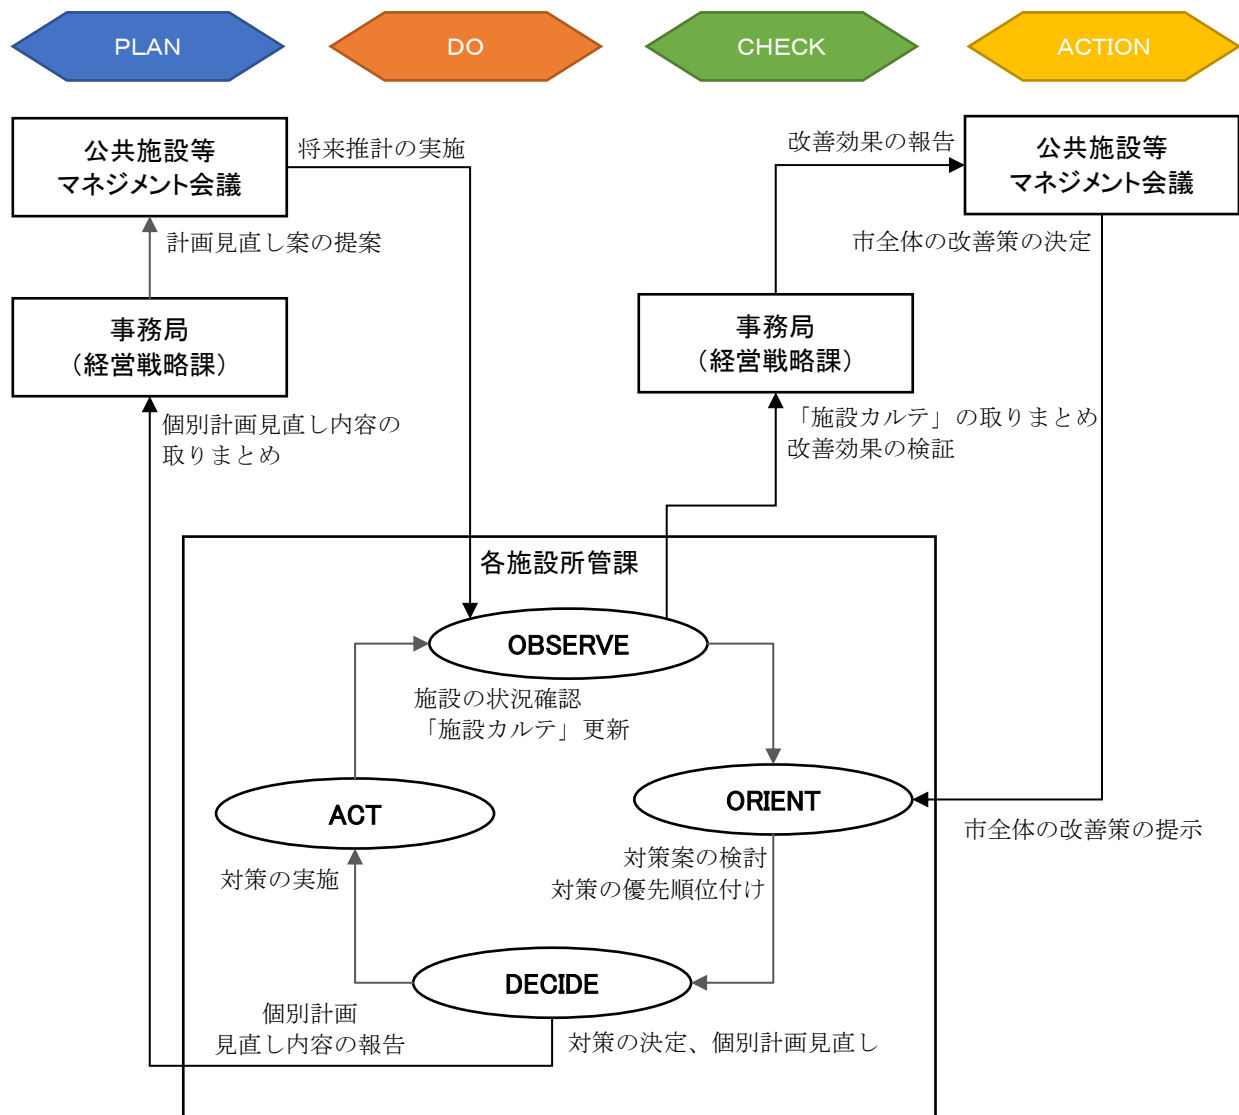 PLAN
DO
CHECK
ACTION
公共施設等
マネジメント会議
将来推計の実施
改善効果の報告
公共施設等
マネジメント会議
計画見直し案の提案
市全体の改善策の決定
事務局
（経営戦略課）
事務局
（経営戦略課）
個別計画見直し内容の
取りまとめ
「施設カルテ」の取りまとめ
改善効果の検証
各施設所管課
OBSERVE
施設の状況確認
「施設カルテ」更新
ACT
ORIENT
市全体の改善策の提示
対策の実施
対策案の検討
対策の優先順位付け
DECIDE
個別計画
見直し内容の報告
対策の決定、個別計画見直し